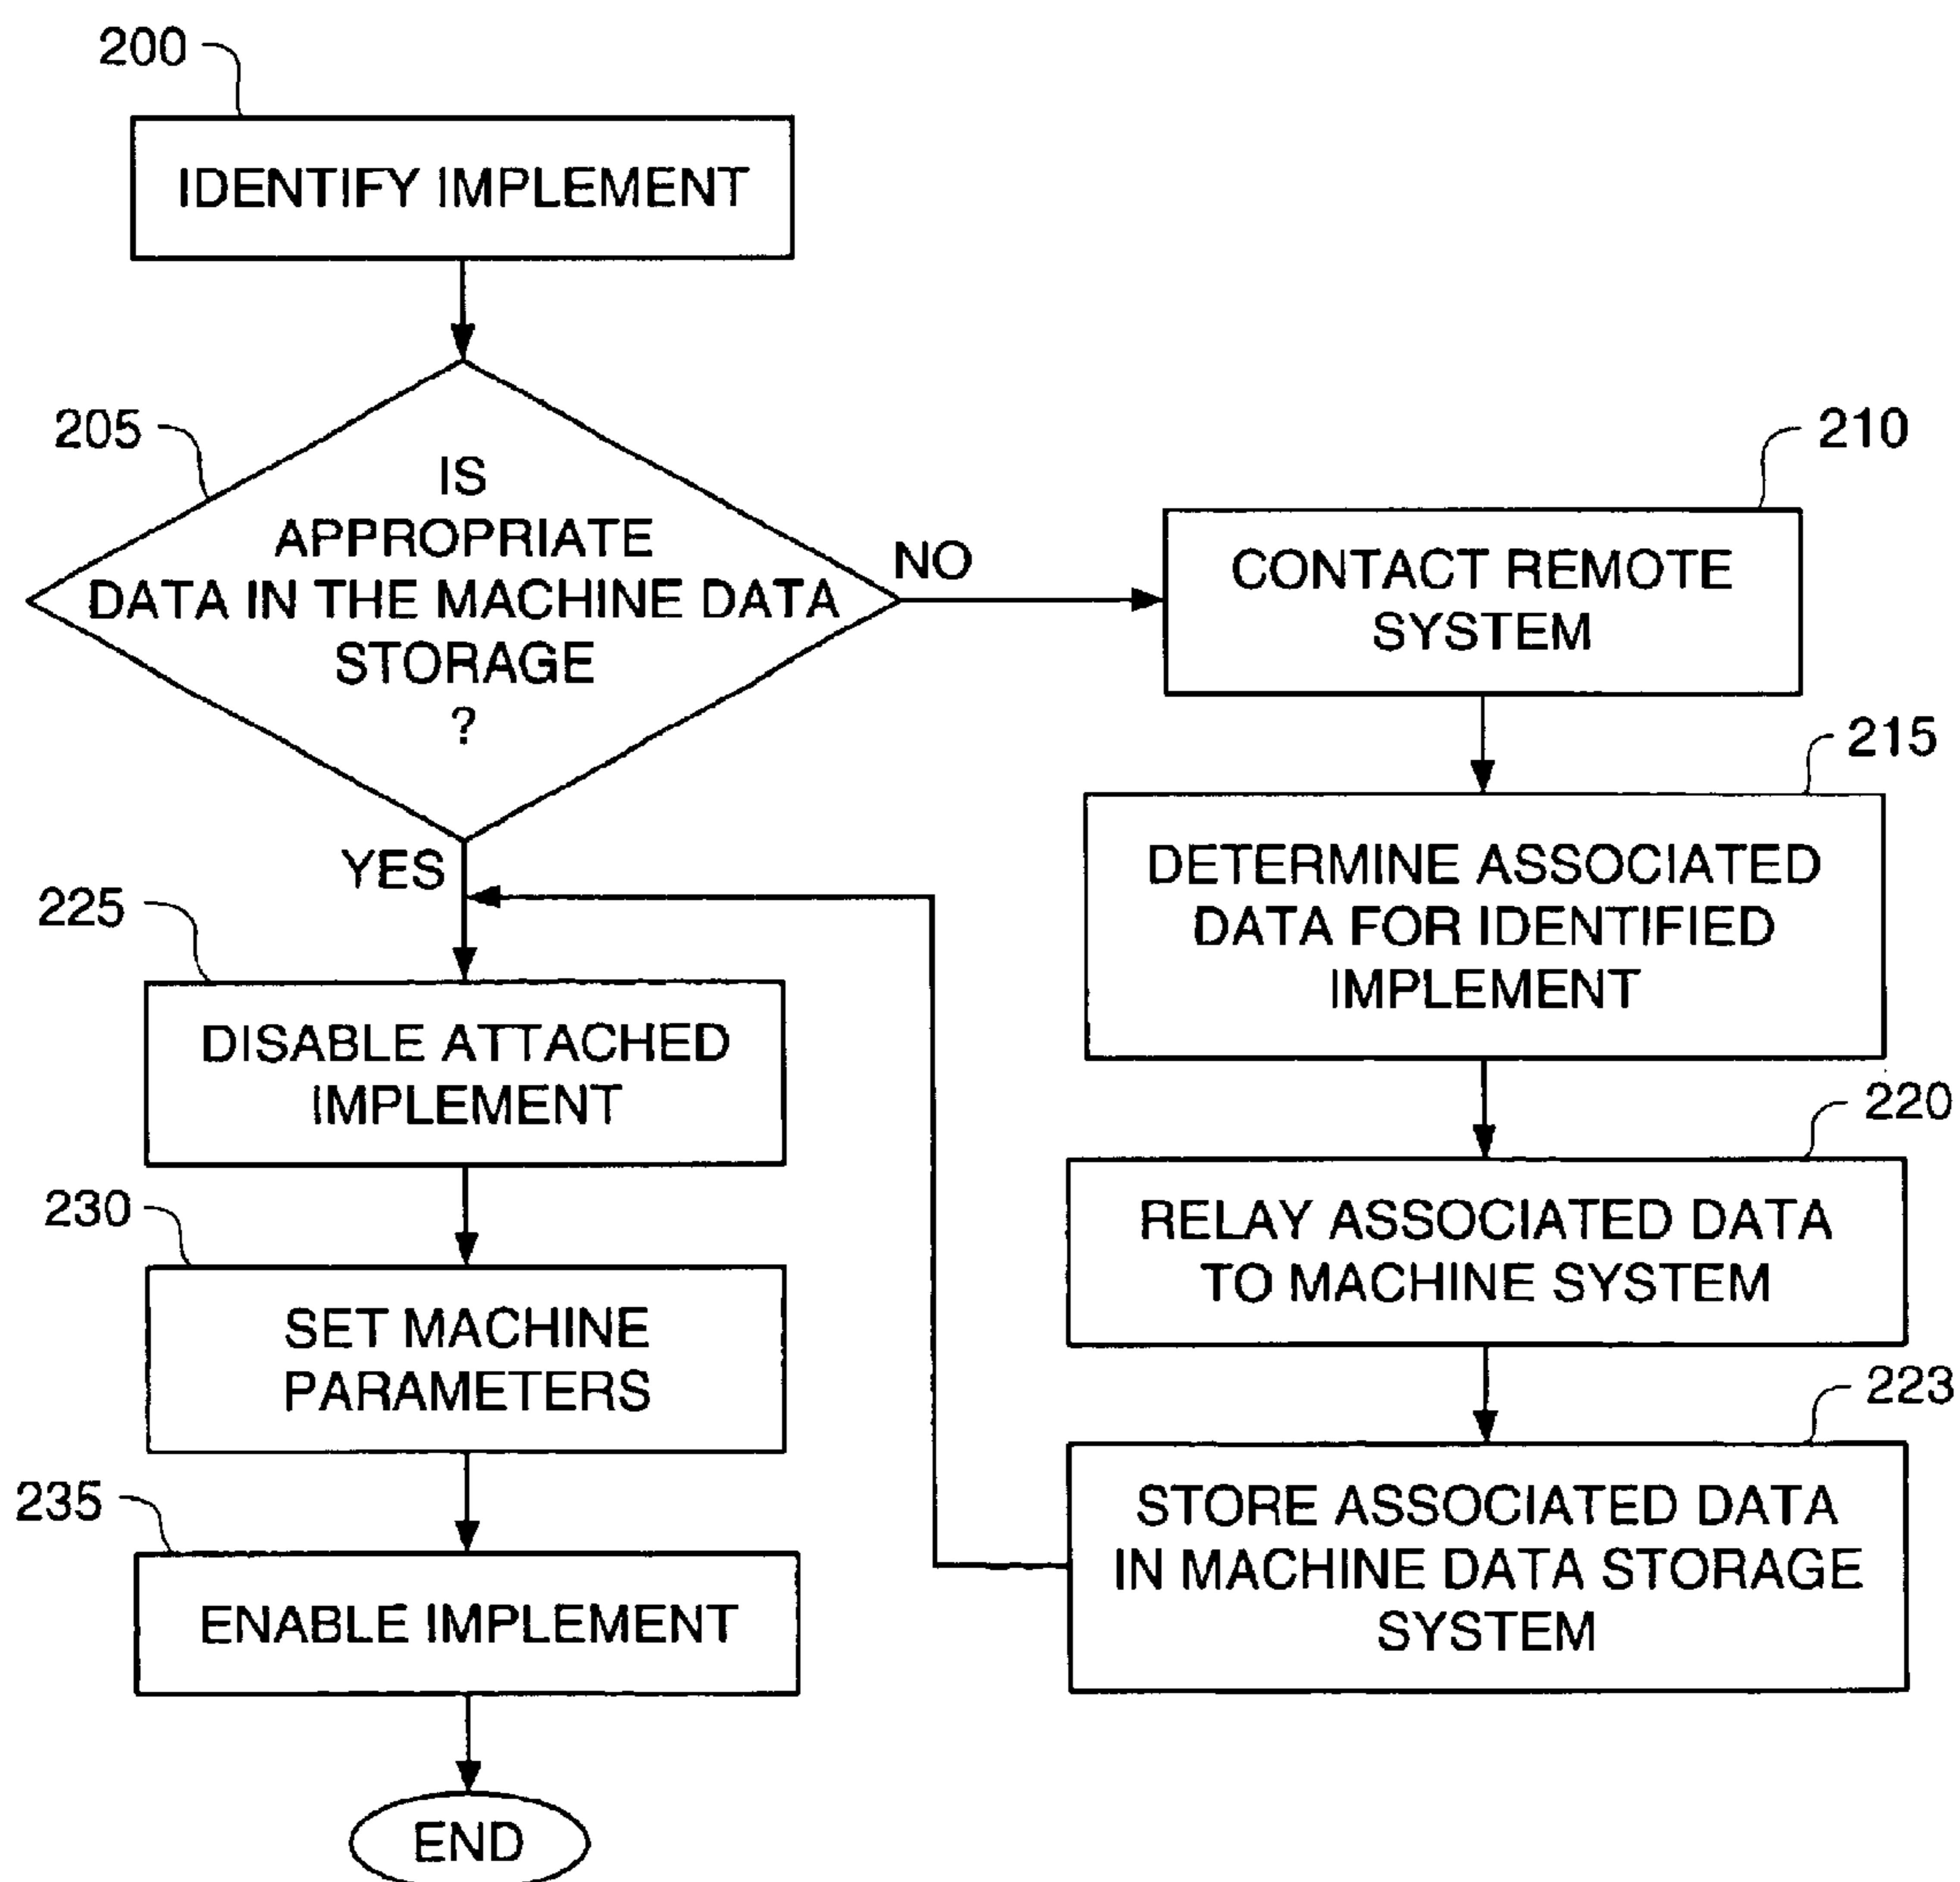 200
IDENTIFY IMPLEMENT
205
IS
APPROPRIATE
DATA IN THE MACHINE DATA
STORAGE
?
NO
210
CONTACT REMOTE
SYSTEM
215
DETERMINE ASSOCIATED
DATA FOR IDENTIFIED
IMPLEMENT
220
RELAY ASSOCIATED DATA
TO MACHINE SYSTEM
223
STORE ASSOCIATED DATA
IN MACHINE DATA STORAGE
SYSTEM
YES
225
DISABLE ATTACHED
IMPLEMENT
230
SET MACHINE
PARAMETERS
235
ENABLE IMPLEMENT
END